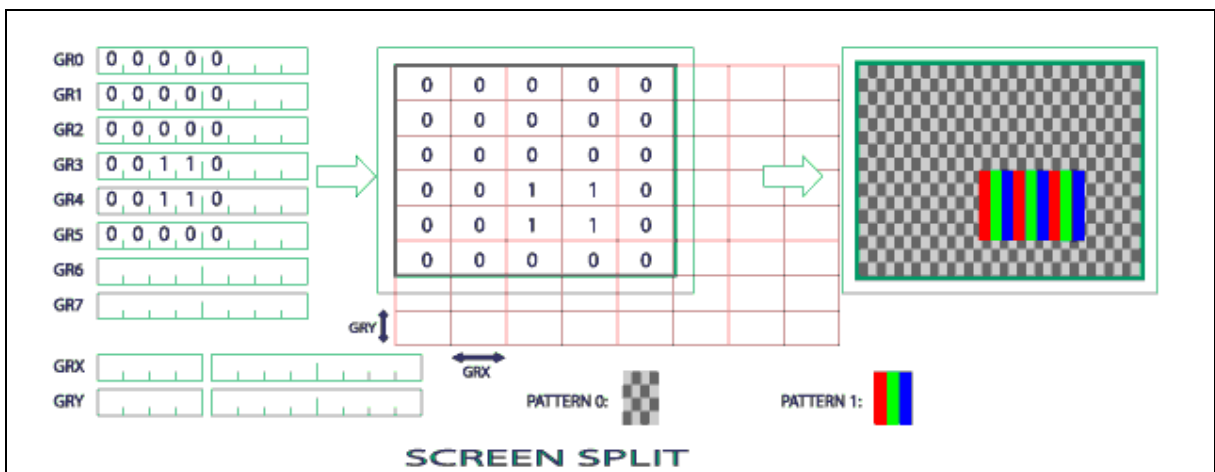 GR0 0 0 0 0 0
GR1 0 0 0 0 0
GR2 0 0 0 0 0
GR3 0 0 1 1 0
GR4 0 0 1 1 0
GR5 0 0 0 0 0
GR6
GR7
0 0 0 0 0
0 0 0 0 0
0 0 0 0 0
0 0 1 1 0
0 0 1 1 0
0 0 0 0 0
GRY
GRX
GRX
GRY
PATTERN 0:
PATTERN 1:
SCREEN SPLIT